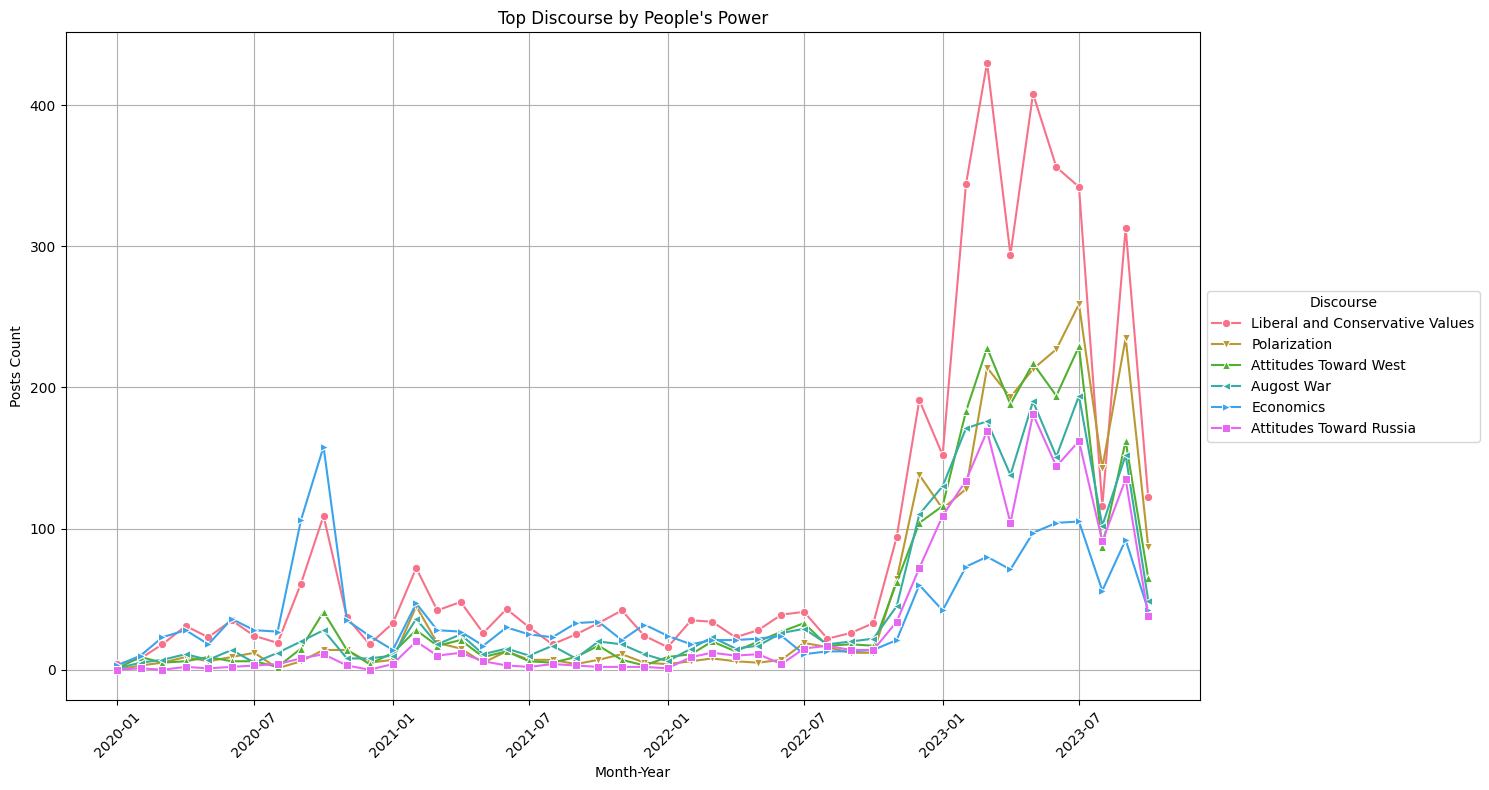 Top Discourse by People's Power
Posts Count
400
300
200
100
0
2020-01
2020-07
2021-01
2021-07
2022-01
2022-07
2023-01
2023-07
Month-Year
Discourse
Liberal and Conservative Values
Polarization
Attitudes Toward West
Augost War
Economics
Attitudes Toward Russia